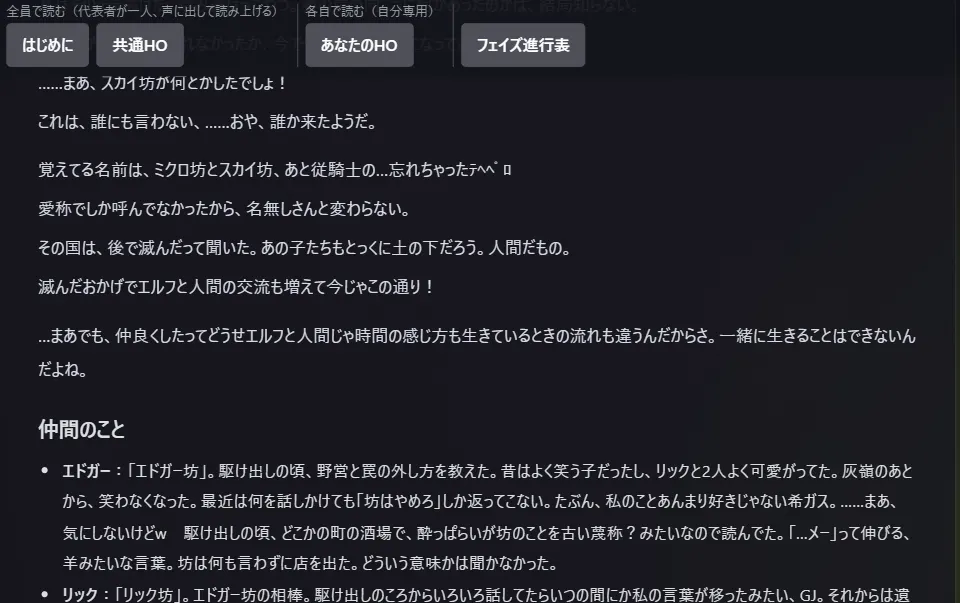 全員で読む（代表者が一人、声に出して読み上げる）
各自で読む（自分専用）
はじめに
共通HO
あなたのHO
フェイズ進行表
……まあ、スカイ坊が何とかしたでしょ！
これは、誰にも言わない、……おや、誰か来たようだ。
覚えてる名前は、ミクロ坊とスカイ坊、あと従騎士の…忘れちゃったﾃﾍﾍﾟﾛ
愛称でしか呼んでなかったから、名無しさんと変わらない。
その国は、後で滅んだって聞いた。あの子たちもとっくに土の下だろう。人間だもの。
滅んだおかげでエルフと人間の交流も増えて今じゃこの通り！
…まあでも、仲良くしたってどうせエルフと人間じゃ時間の感じ方も生きているときの流れも違うんだからさ。一緒に生きることはできないん
だよね。
仲間のこと
• エドガー：「エドガー坊」。駆け出しの頃、野営と罠の外し方を教えた。昔はよく笑う子だったし、リックと2人よく可愛がってた。灰嶺のあと
から、笑わなくなった。最近は何を話しかけても「坊はやめろ」しか返ってこない。たぶん、私のことあんまり好きじゃない希ガス。……まあ、
気にしないけどw　駆け出しの頃、どこかの町の酒場で、酔っぱらいが坊のことを古い蔑称？みたいなので読んでた。「…メー」って伸びる、
羊みたいな言葉。坊は何も言わずに店を出た。どういう意味かは聞かなかった。
• リック：「リック坊」。エドガー坊の相棒。駆け出しのころからいろいろ話してたらいつの間にか私の言葉が移ったみたい、GJ。それからは遺